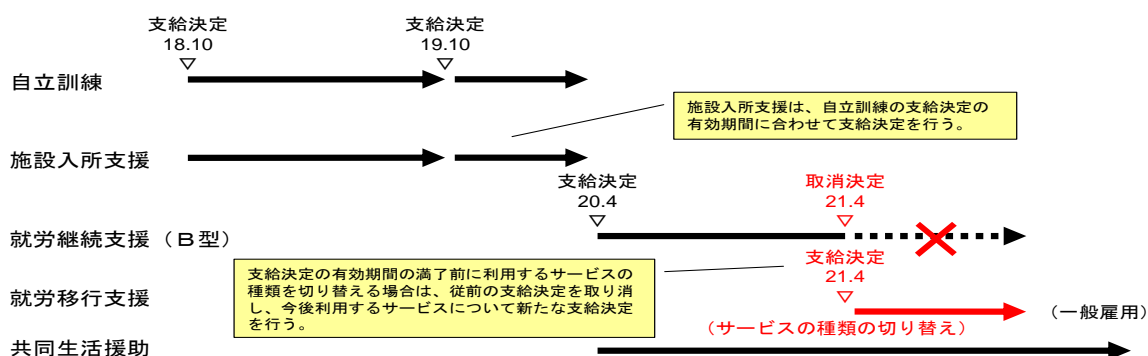 支給決定
18.10
支給決定
19.10
自立訓練
施設入所支援は、自立訓練の支給決定の
有効期間に合わせて支給決定を行う。
施設入所支援
支給決定
20.4
取消決定
21.4
就労継続支援（Ｂ型）
支給決定の有効期間の満了前に利用するサービスの
種類を切り替える場合は、従前の支給決定を取り消
し、今後利用するサービスについて新たな支給決定
を行う。
支給決定
21.4
就労移行支援
（一般雇用）
（サービスの種類の切り替え）
共同生活援助